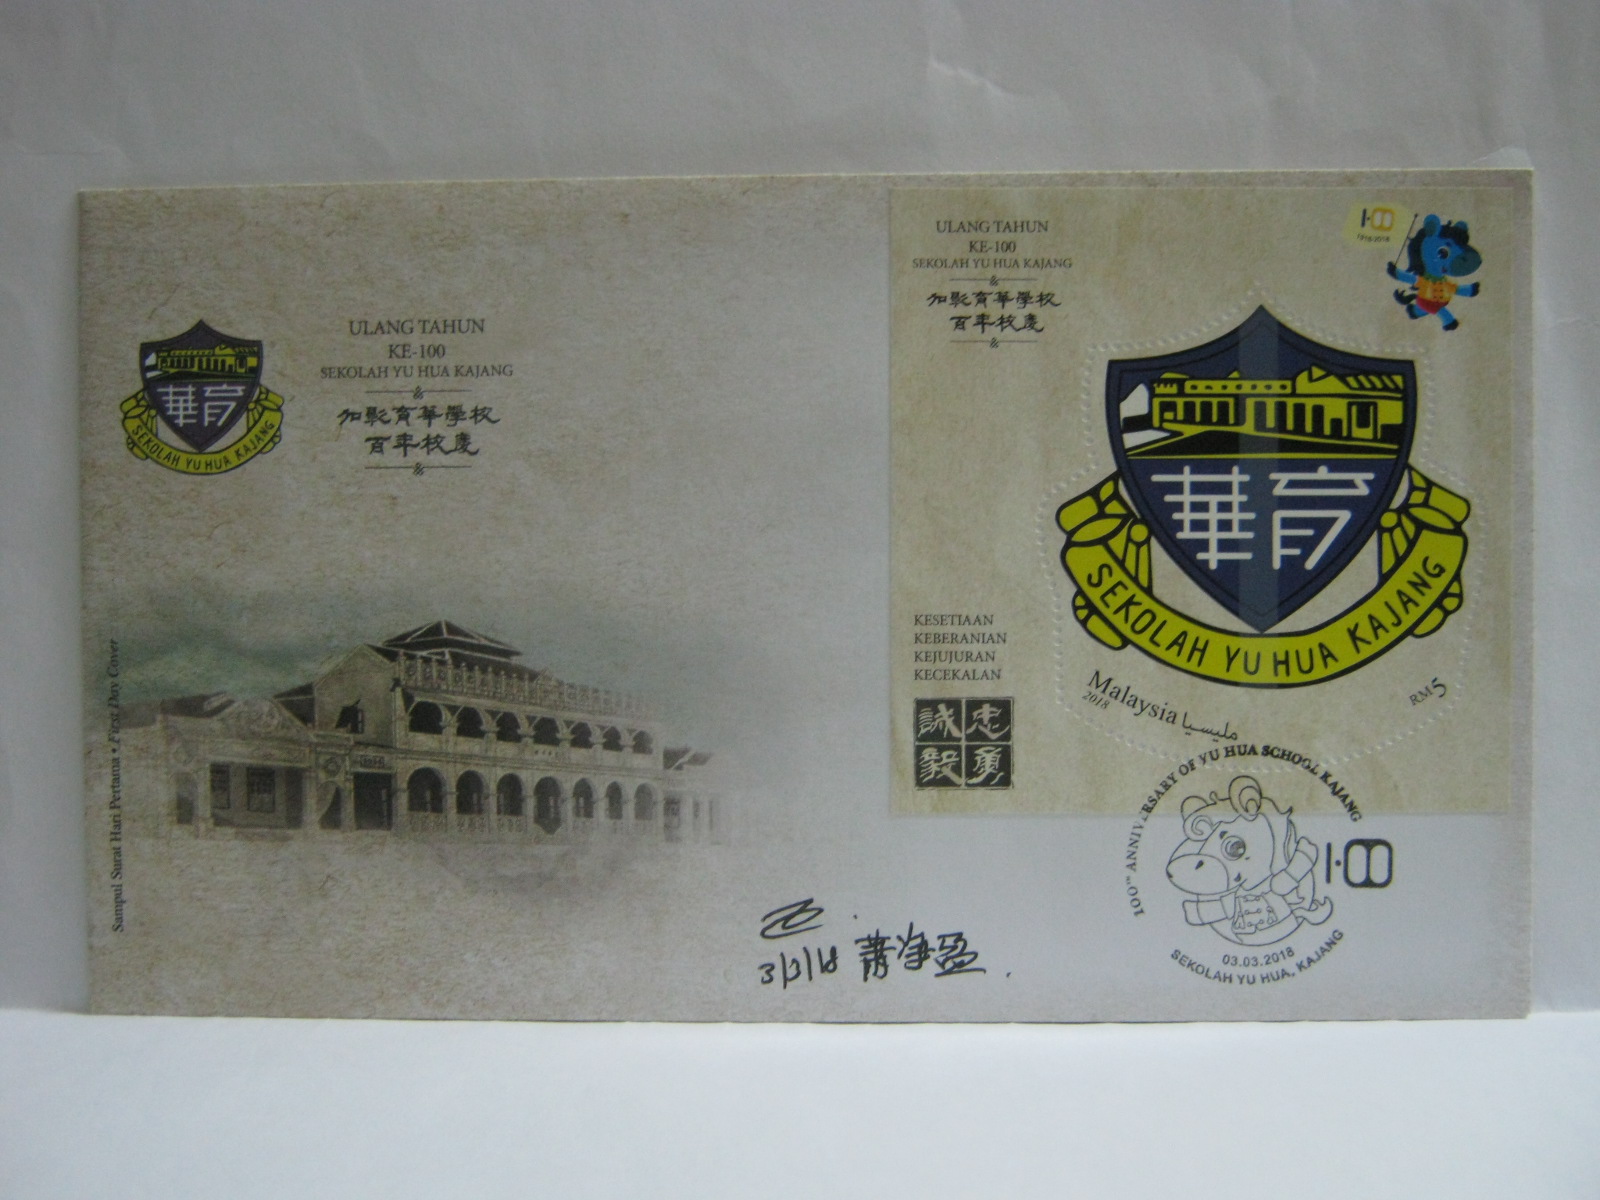 華育
SEKOLAH YU HUA KAJANG
ULANG TAHUN
KE-100
SEKOLAH YU HUA KAJANG
加影育華學校
百年校慶
Sampul Surat Hari Pertama • First Day Cover
ULANG TAHUN
KE-100
SEKOLAH YU HUA KAJANG
加影育華學校
百年校慶
1918-2018
華育
SEKOLAH YU HUA KAJANG
KESETIAAN
KEBERANIAN
KEJUJURAN
KECEKALAN
誠忠
毅勇
Malaysia مليسيا
2018
RM5
100TH ANNIVERSARY OF YU HUA SCHOOL KAJANG
100
03.03.2018
SEKOLAH YU HUA, KAJANG
3/3/18